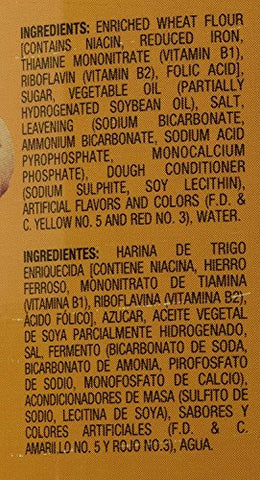 INGREDIENTS: ENRICHED WHEAT FLOUR
[CONTAINS NIACIN, REDUCED IRON,
THIAMINE MONONITRATE (VITAMIN B1),
RIBOFLAVIN (VITAMIN B2), FOLIC ACID],
SUGAR, VEGETABLE OIL (PARTIALLY
HYDROGENATED SOYBEAN OIL), SALT,
LEAVENING (SODIUM BICARBONATE,
AMMONIUM BICARBONATE, SODIUM ACID
PYROPHOSPHATE, MONOCALCIUM
PHOSPHATE), DOUGH CONDITIONER
(SODIUM SULPHITE, SOY LECITHIN),
ARTIFICIAL FLAVORS AND COLORS (F.D. &
C. YELLOW NO. 5 AND RED NO. 3), WATER.
INGREDIENTES: HARINA DE TRIGO
ENRIQUECIDA [CONTIENE NIACINA, HIERRO
FERROSO, MONONITRATO DE TIAMINA
(VITAMINA B1), RIBOFLAVINA (VITAMINA B2),
ÁCIDO FÓLICO], AZUCAR, ACEITE VEGETAL
DE SOYA PARCIALMENTE HIDROGENADO,
SAL, FERMENTO (BICARBONATO DE SODA,
BICARBONATO DE AMONIA, PIROFOSFATO
DE SODIO, MONOFOSFATO DE CALCIO),
ACONDICIONADORES DE MASA (SULFITO DE
SODIO, LECITINA DE SOYA), SABORES Y
COLORES ARTIFICIALES (F.D. & C.
AMARILLO NO. 5 Y ROJO NO.3), AGUA.